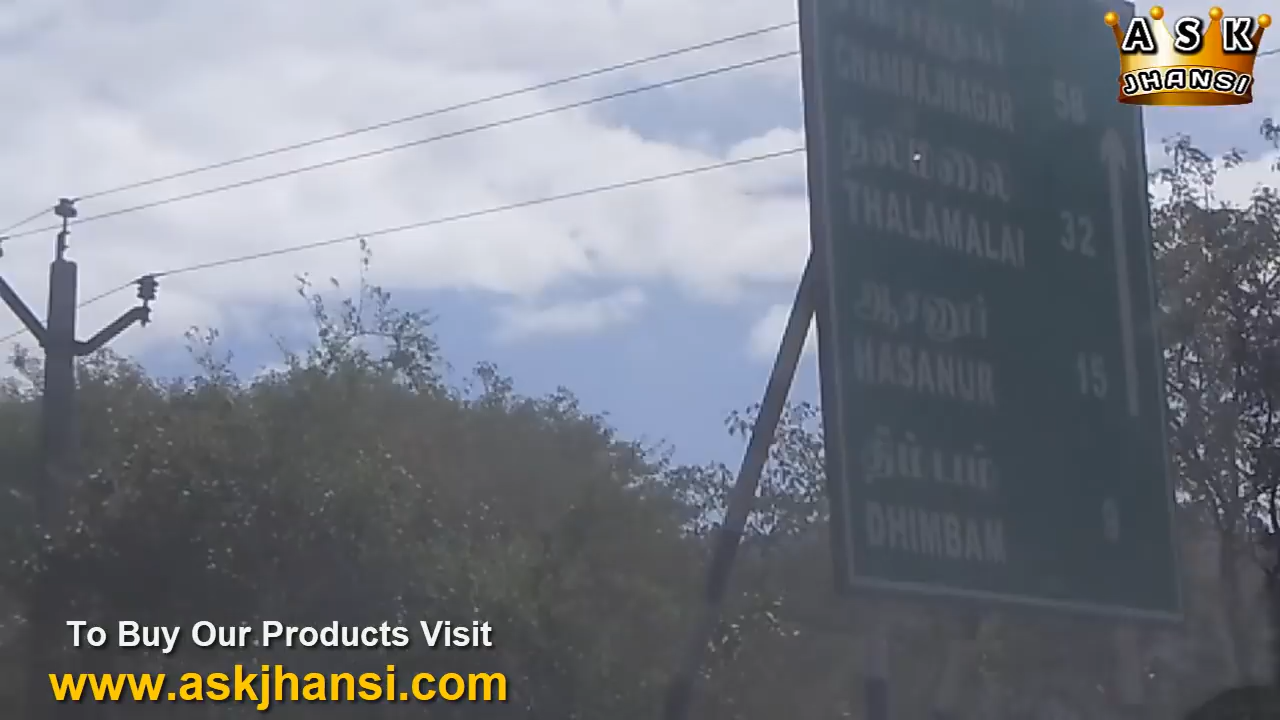 A S K
JHANSI
CHAMRAJNAGAR 58
தலமலை
THALAMALAI 32
ஆசனூர்
HASANUR 15
திம்பம்
DHIMBAM
To Buy Our Products Visit
www.askjhansi.com